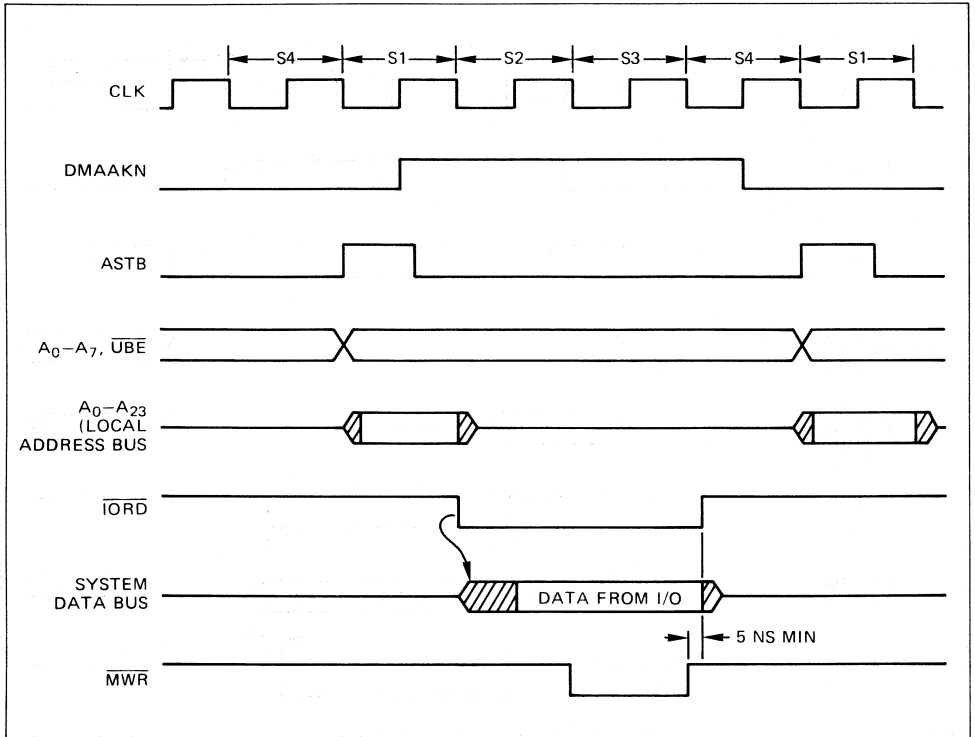 S4 S1 S2 S3 S4 S1
CLK
DMAAKN
ASTB
A0–A7, UBE
A0–A23
(LOCAL
ADDRESS BUS
IORD
SYSTEM
DATA BUS
DATA FROM I/O
5 NS MIN
MWR